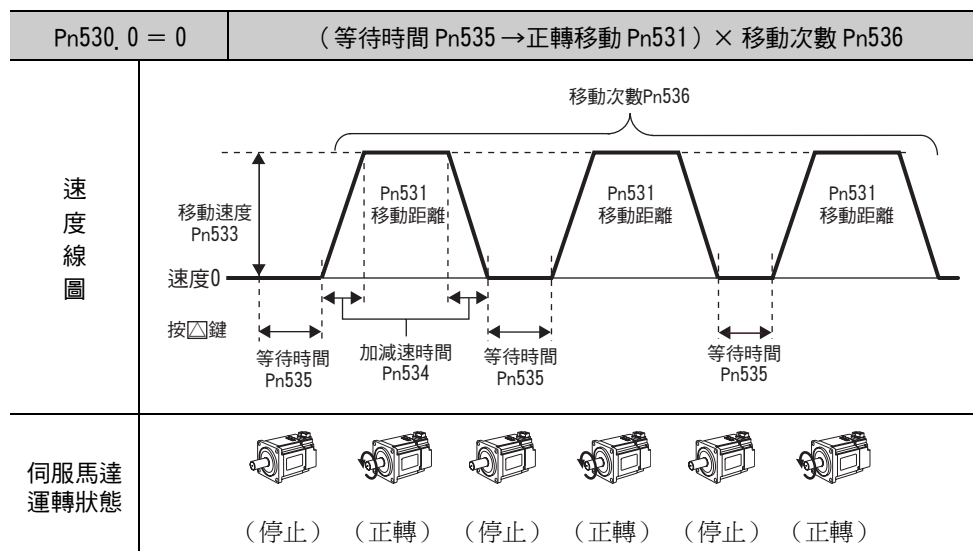 Pn530.0 = 0
（等待時間 Pn535→正轉移動 Pn531）× 移動次數 Pn536
速度線圖
移動次數Pn536
移動速度
Pn533
Pn531
移動距離
Pn531
移動距離
Pn531
移動距離
速度0
按△鍵
等待時間
Pn535
加減速時間
Pn534
等待時間
Pn535
等待時間
Pn535
伺服馬達
運轉狀態
（停止）（正轉）（停止）（正轉）（停止）（正轉）